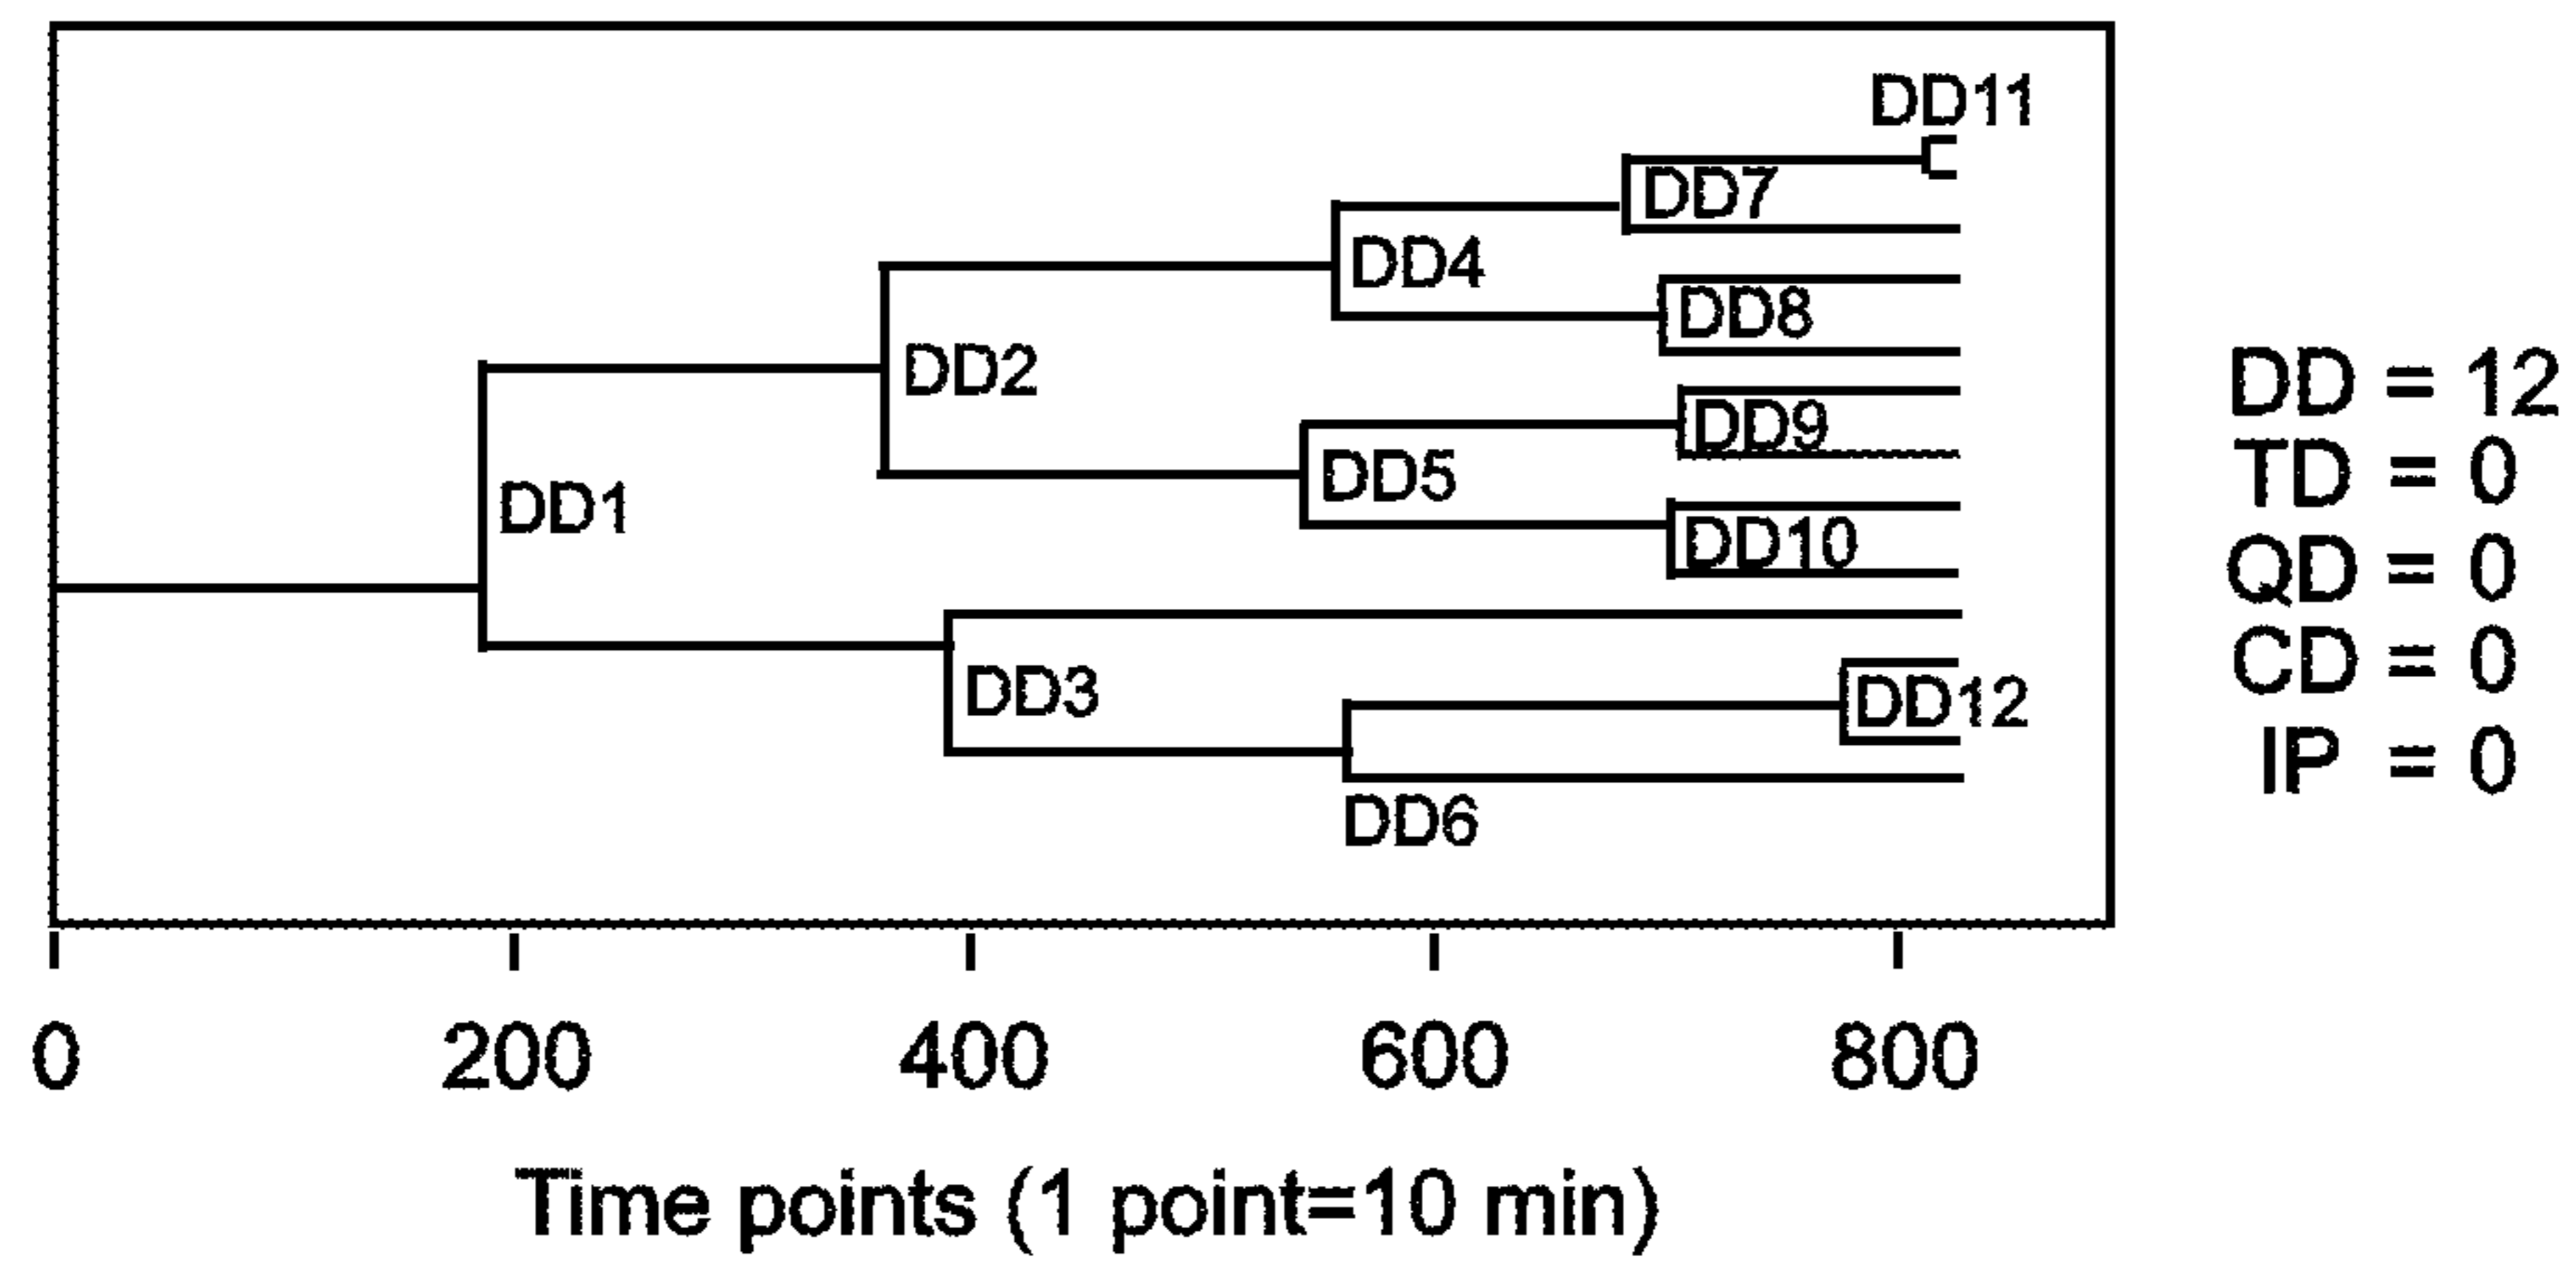 DD11
DD7
DD4
DD8
DD2
DD9
DD5
DD1
DD10
DD3
DD12
DD6
DD = 12
TD = 0
QD = 0
CD = 0
IP = 0
0 200 400 600 800
Time points (1 point=10 min)